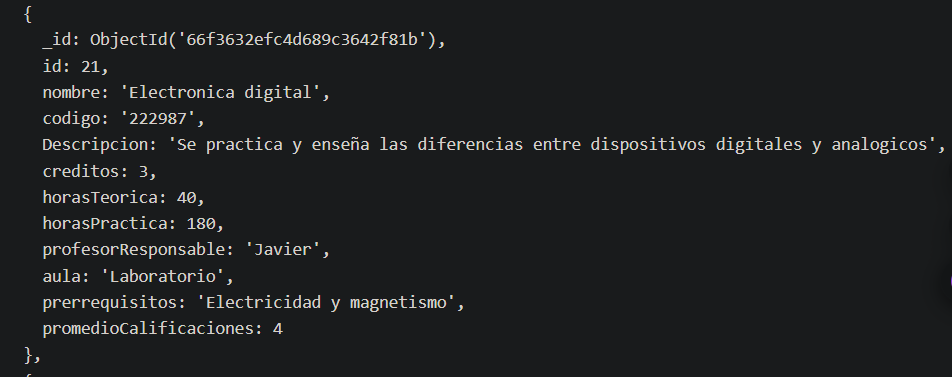 {
_id: ObjectId('66f3632efc4d689c3642f81b'),
id: 21,
nombre: 'Electronica digital',
codigo: '222987',
Descripcion: 'Se practica y enseña las diferencias entre dispositivos digitales y analogicos',
creditos: 3,
horasTeorica: 40,
horasPractica: 180,
profesorResponsable: 'Javier',
aula: 'Laboratorio',
prerrequisitos: 'Electricidad y magnetismo',
promedioCalificaciones: 4
},